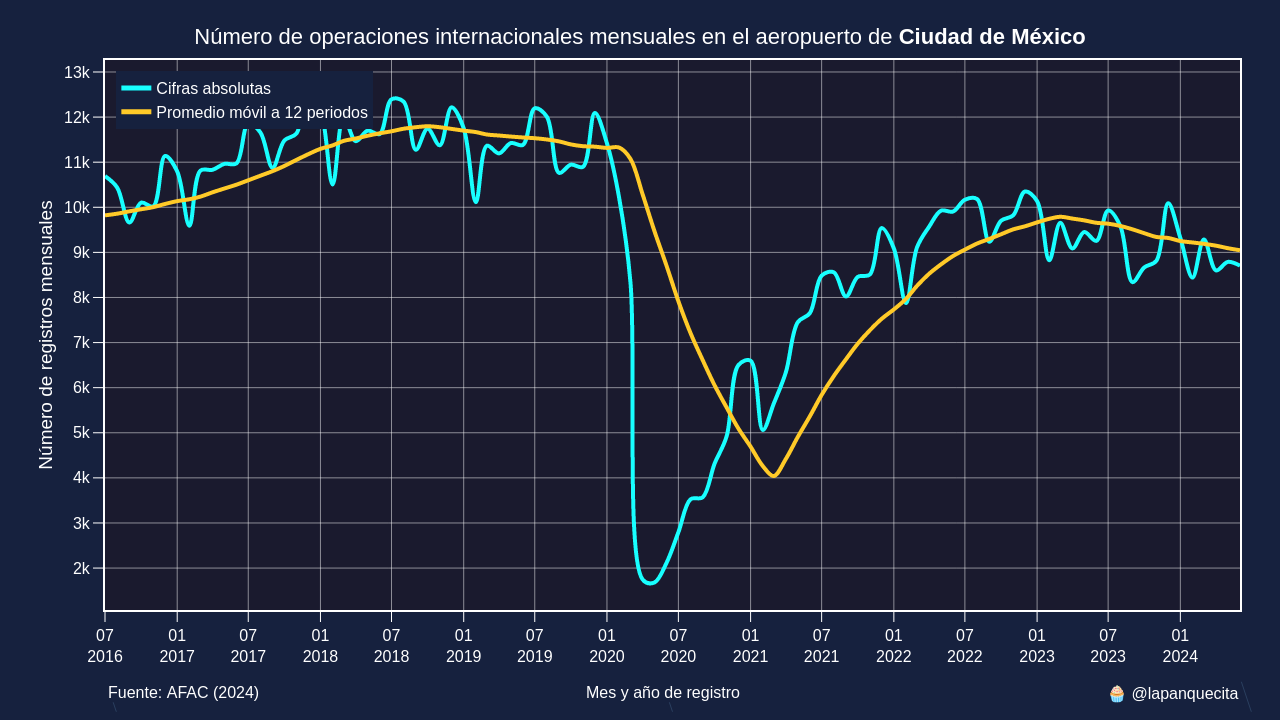 Número de operaciones internacionales mensuales en el aeropuerto de Ciudad de México
Cifras absolutas
Promedio móvil a 12 periodos
Número de registros mensuales
13k
12k
11k
10k
9k
8k
7k
6k
5k
4k
3k
2k
07 01 07 01 07 01 07 01 07 01 07 01 07 01 07 01
2016 2017 2017 2018 2018 2019 2019 2020 2020 2021 2021 2022 2022 2023 2023 2024
Fuente: AFAC (2024) Mes y año de registro 🧁 @lapanquecita